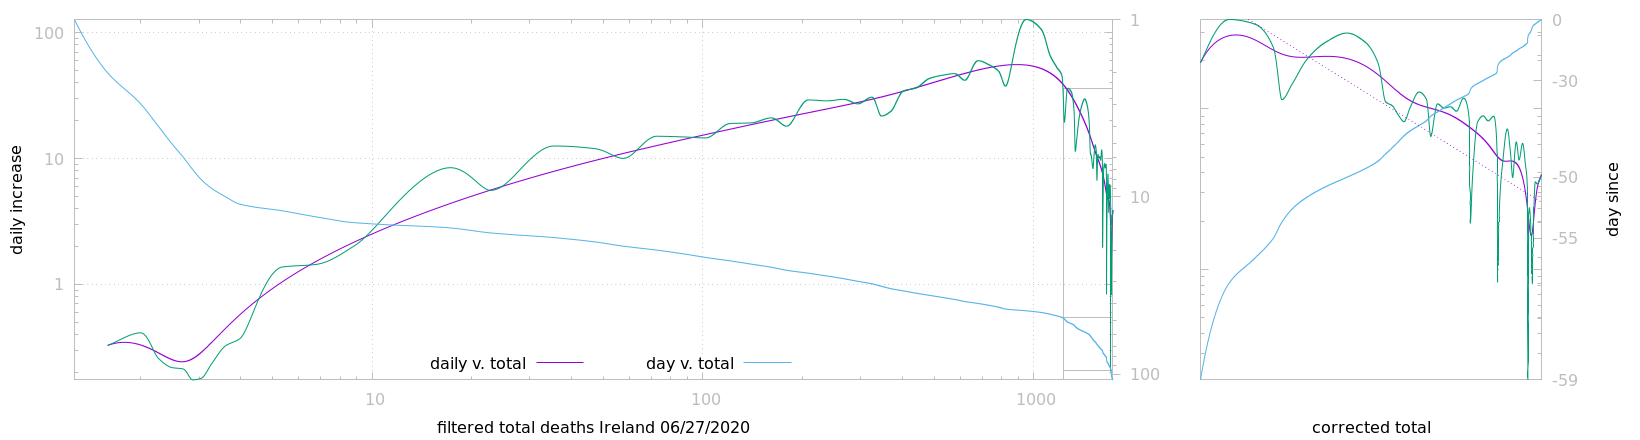 100
10
1
daily increase
daily v. total
day v. total
10
100
1000
filtered total deaths Ireland 06/27/2020
1
10
100
0
-30
-50
-55
-59
day since
corrected total